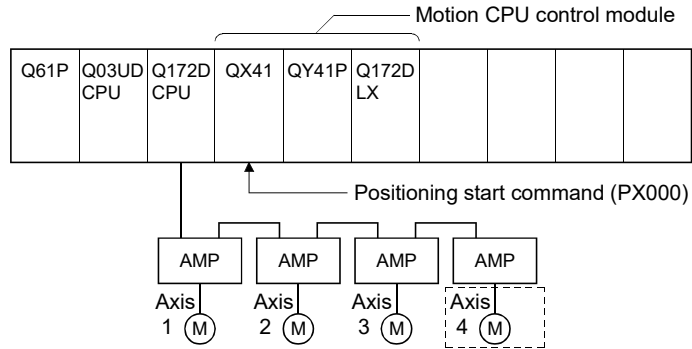 Motion CPU control module
Q61P
Q03UD
CPU
Q172D
CPU
QX41
QY41P
Q172D
LX
Positioning start command (PX000)
AMP
AMP
AMP
AMP
Axis
1
M
Axis
2
M
Axis
3
M
Axis
4
M